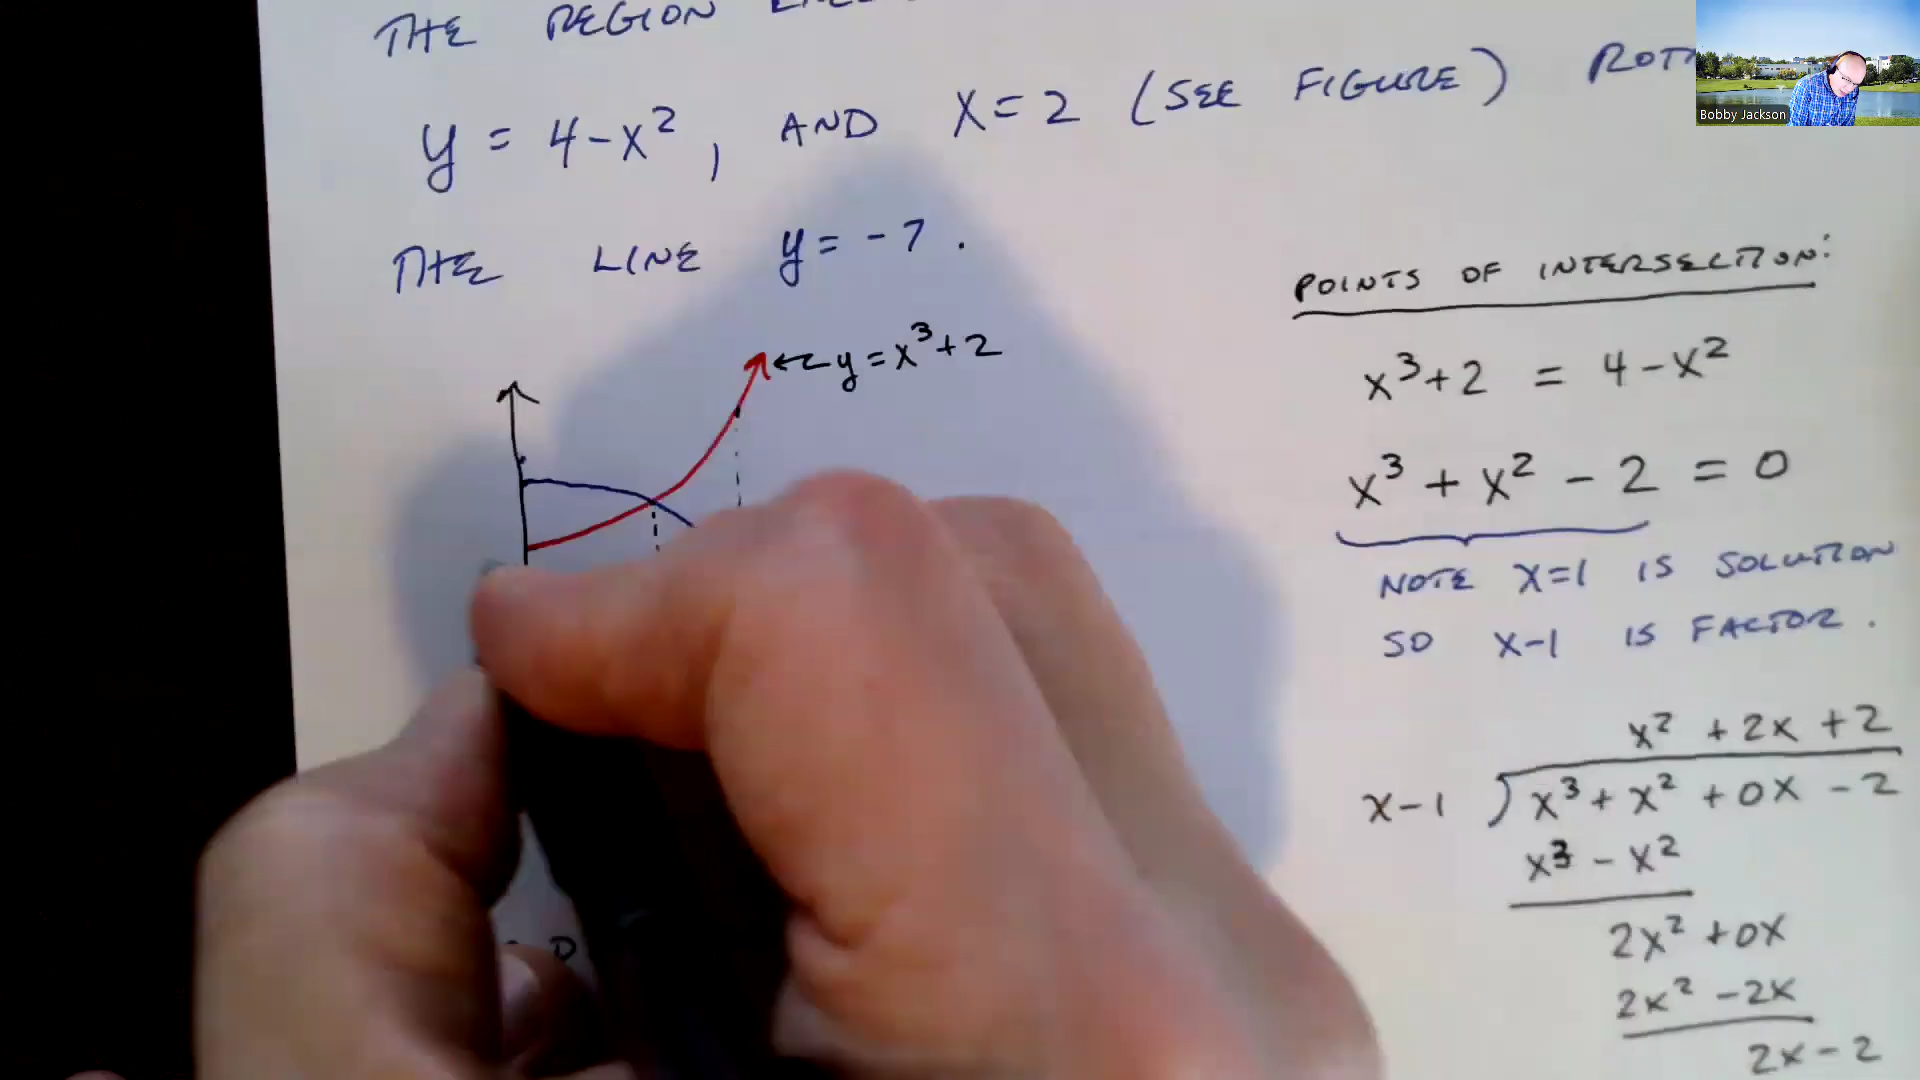 THE REGION
y = 4-x², AND X=2 (SEE FIGURE)
THE LINE y=-7.
←y=x³+2
POINTS OF INTERSECTION:
x³+2 = 4-x²
x³ + x² - 2 = 0
NOTE X=1 IS SOLUTION
SO X-1 IS FACTOR.
x² +2x +2
x-1 )x³+x² +0x -2
x³ - x²
2x² +0x
2x² -2x
2x-2
Bobby Jackson